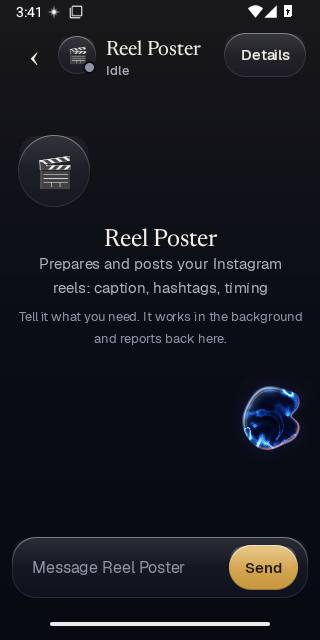 3:41
Reel Poster
Idle
Details
Reel Poster
Prepares and posts your Instagram
reels: caption, hashtags, timing
Tell it what you need. It works in the background
and reports back here.
Message Reel Poster
Send